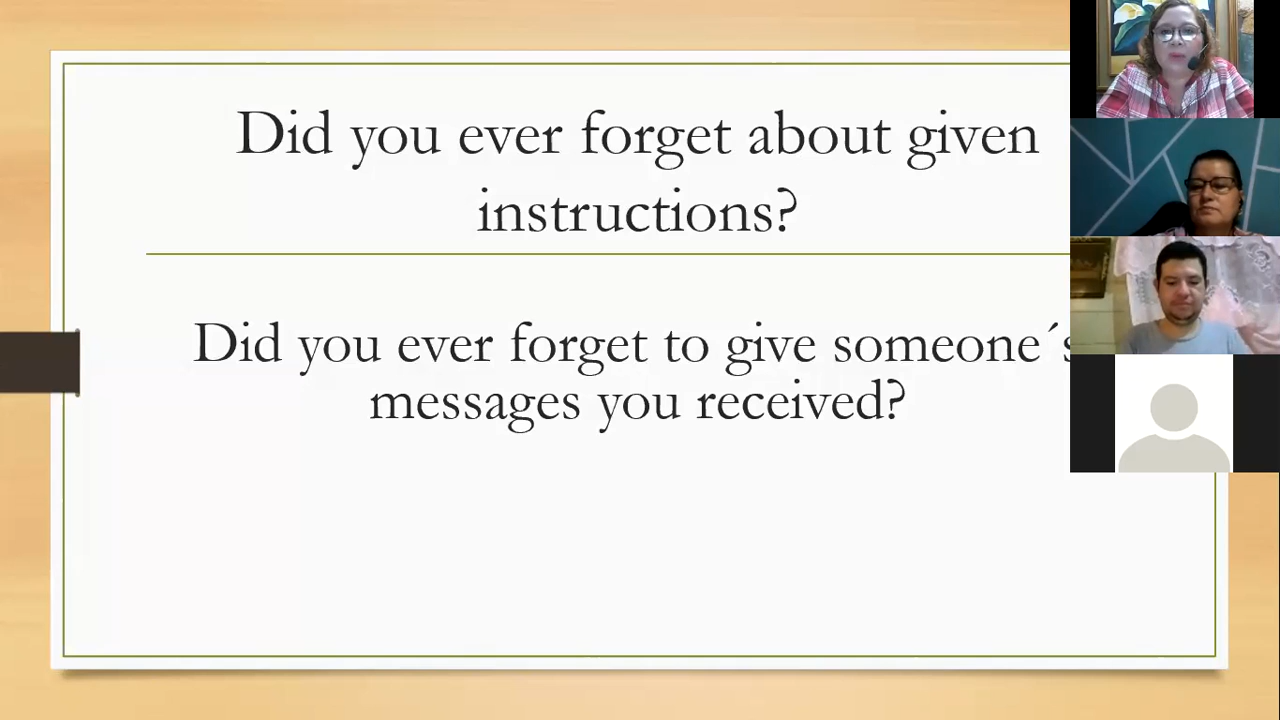 Did you ever forget about given
instructions?
Did you ever forget to give someone´s
messages you received?